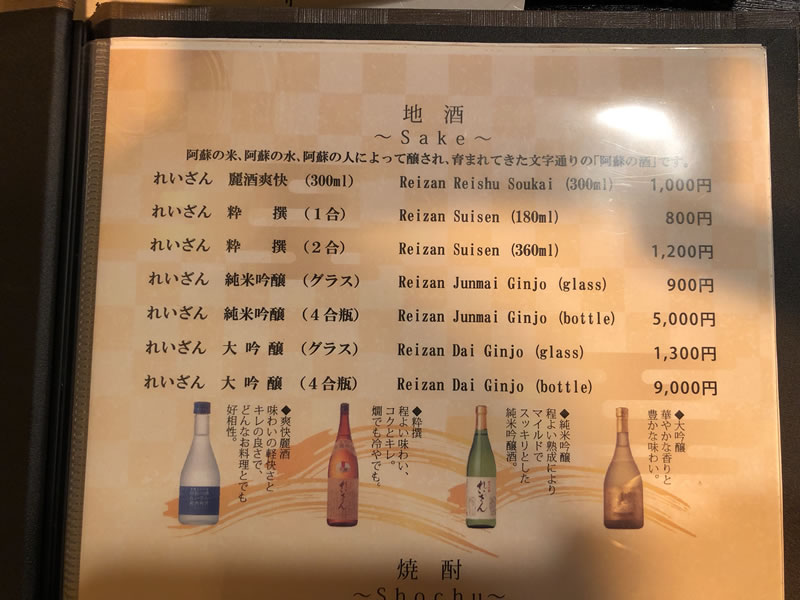 地　酒
～Sake～
阿蘇の米、阿蘇の水、阿蘇の人によって醸され、育まれてきた文字通りの「阿蘇の酒」です。
れいざん　麗酒爽快　（300ml）　Reizan Reishu Soukai (300ml)　1,000円
れいざん　粋　撰　（１合）　Reizan Suisen (180ml)　800円
れいざん　粋　撰　（２合）　Reizan Suisen (360ml)　1,200円
れいざん　純米吟醸　（グラス）　Reizan Junmai Ginjo (glass)　900円
れいざん　純米吟醸　（４合瓶）　Reizan Junmai Ginjo (bottle)　5,000円
れいざん　大 吟 醸　（グラス）　Reizan Dai Ginjo (glass)　1,300円
れいざん　大 吟 醸　（４合瓶）　Reizan Dai Ginjo (bottle)　9,000円
◆爽快麗酒
味わいの軽快さと
キレの良さで、
どんなお料理とでも
好相性。
◆粋撰
程よい味わい、
コクとキレ。
燗でも冷やでも。
れいざん
◆純米吟醸
程よい熟成により
マイルドで
スッキリとした
純米吟醸酒。
れいざん
◆大吟醸
華やかな香りと
豊かな味わい。
焼　酎
～Shochu～